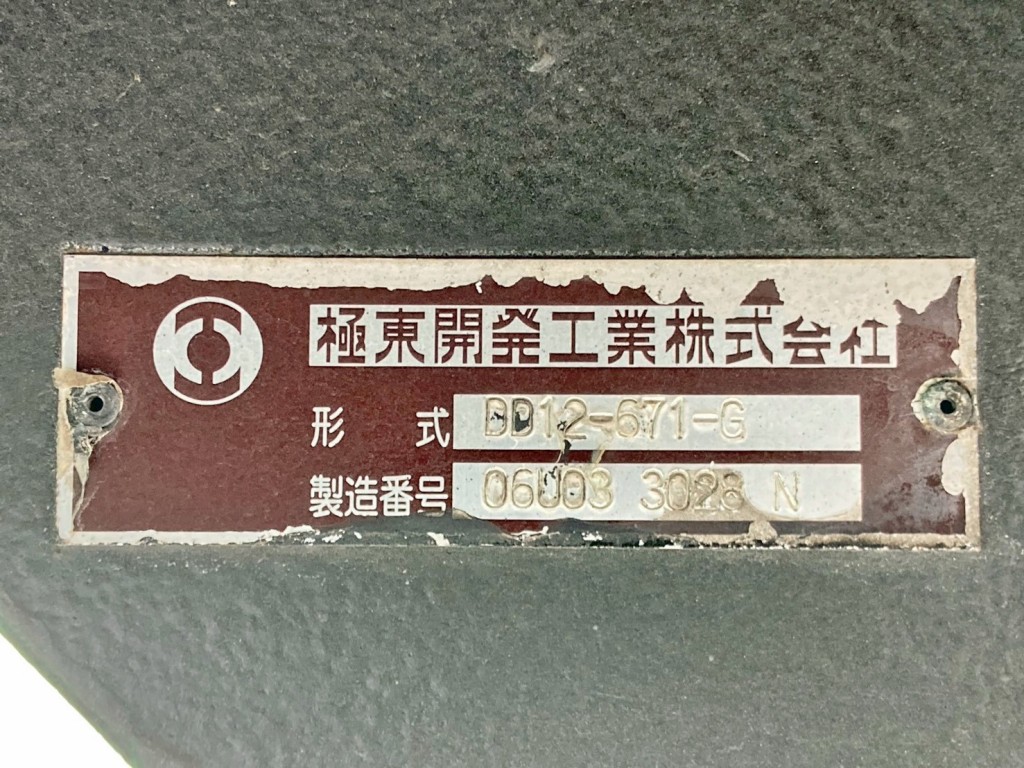 極東開発工業株式会社
形 式 DD12-671-G
製造番号 06U03 3028 N